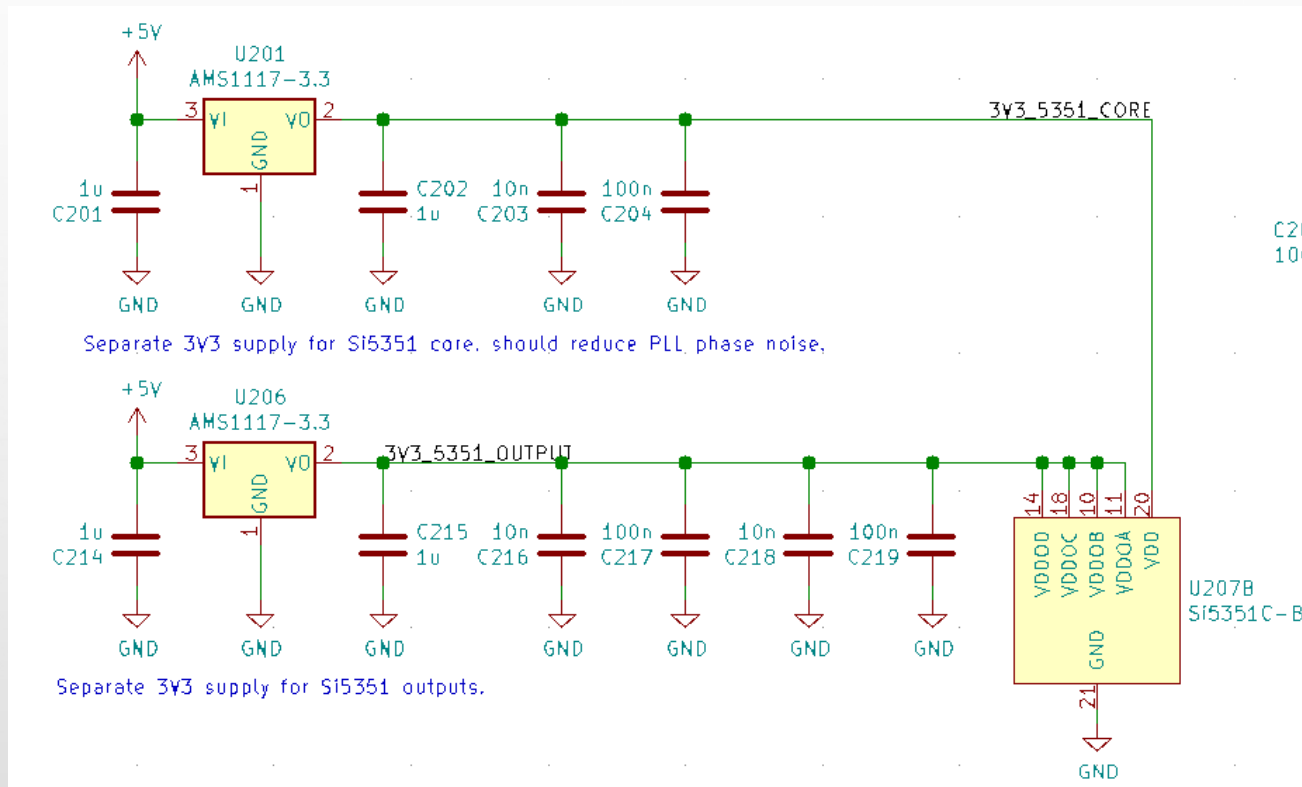 +5V
U201
AMS1117-3.3
3 VI VO 2
GND
1
1u
C201
C202
1u
10n
C203
100n
C204
3V3_5351_CORE
C2
10
GND GND GND GND GND
Separate 3V3 supply for Si5351 core, should reduce PLL phase noise.
+5V
U206
AMS1117-3.3
3 VI VO 2
GND
1
3V3_5351_OUTPUT
1u
C214
C215
1u
10n
C216
100n
C217
10n
C218
100n
C219
14 18 10 11 20
VDDOD VDDOC VDDOB VDDOA VDD
GND
21
U207B
Si5351C-B
GND GND GND GND GND GND GND
Separate 3V3 supply for Si5351 outputs.
GND